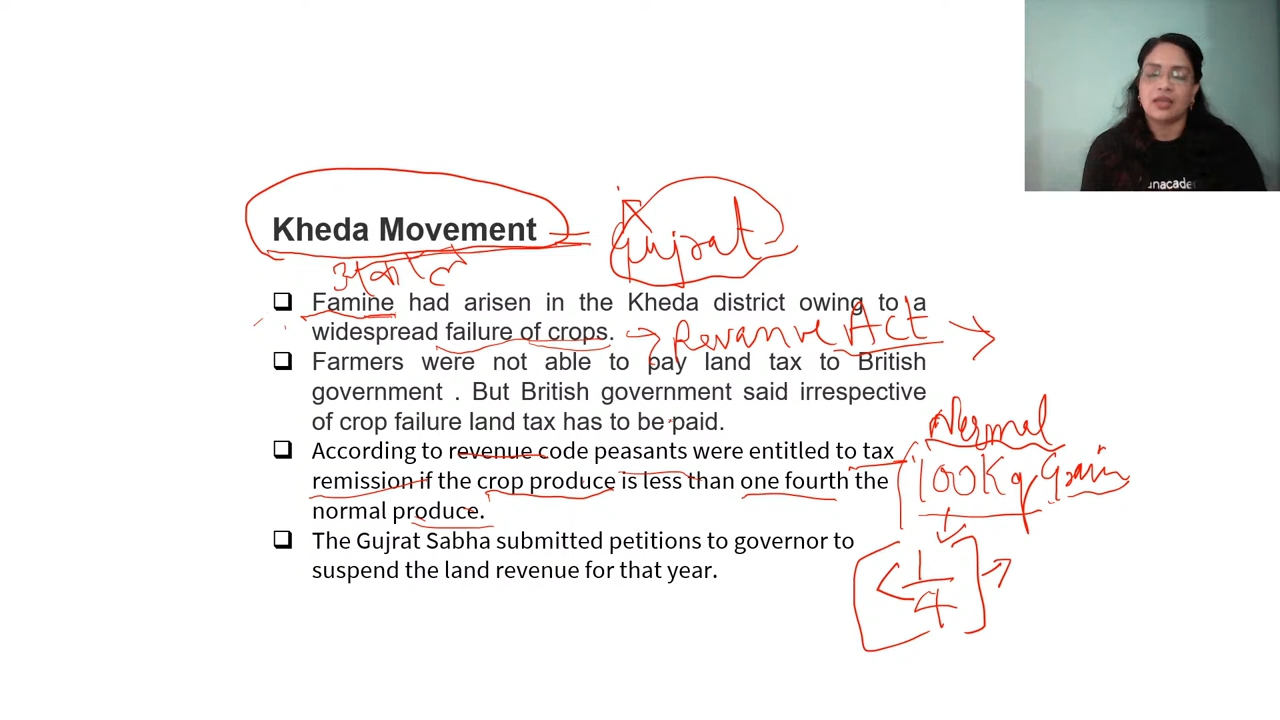 Kheda Movement
Gujrat
अकाल
❑ Famine had arisen in the Kheda district owing to a
widespread failure of crops.
Revanve Act
❑ Farmers were not able to pay land tax to British
government . But British government said irrespective
of crop failure land tax has to be paid.
❑ According to revenue code peasants were entitled to tax
remission if the crop produce is less than one fourth the
normal produce.
Normal
100Kg Grain
< 1/4
❑ The Gujrat Sabha submitted petitions to governor to
suspend the land revenue for that year.
unacade